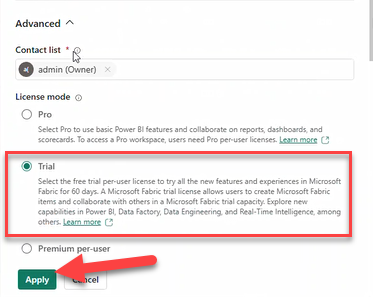 Advanced
Contact list *
a( admin (Owner)
License mode
Pro
Select Pro to use basic Power BI features and collaborate on reports, dashboards, and
scorecards. To access a Pro workspace, users need Pro per-user licenses. Learn more
Trial
Select the free trial per-user license to try all the new features and experiences in Microsoft
Fabric for 60 days. A Microsoft Fabric trial license allows users to create Microsoft Fabric
items and collaborate with others in a Microsoft Fabric trial capacity. Explore new
capabilities in Power BI, Data Factory, Data Engineering, and Real-Time Intelligence, among
others. Learn more
Premium per-user
Apply Cancel